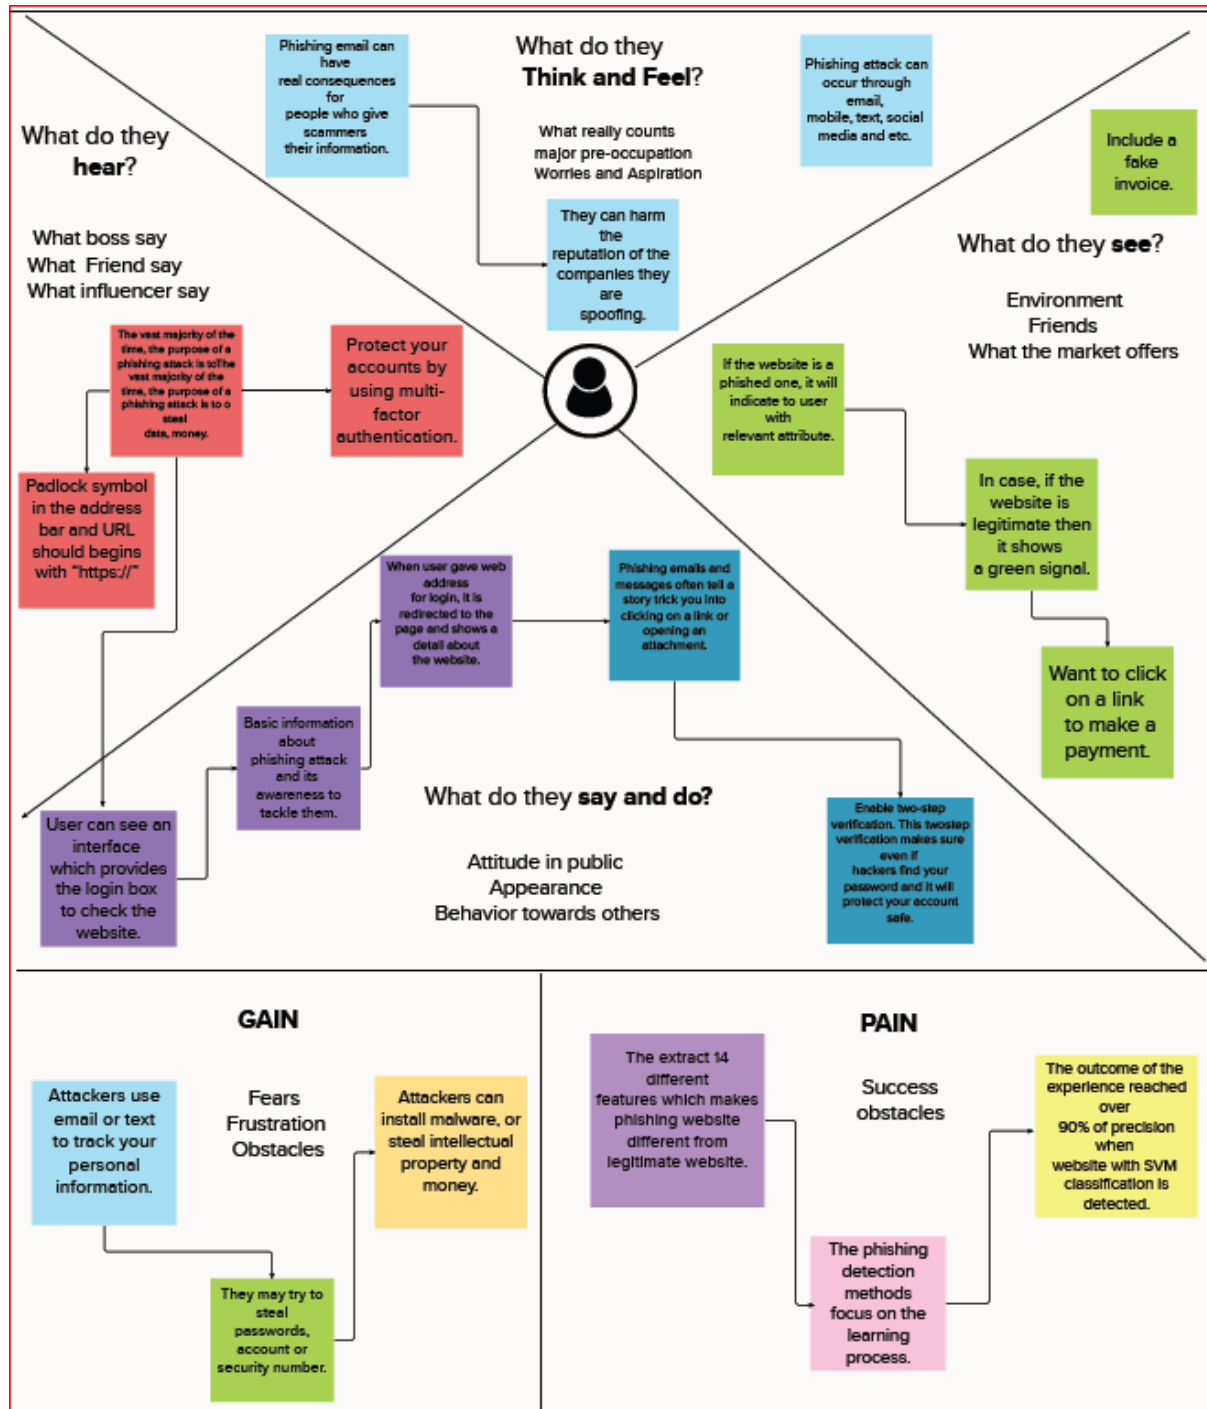 What do they
Think and Feel?
What really counts
major pre-occupation
Worries and Aspiration
Phishing email can
have
real consequences
for
people who give
scammers
their information.
They can harm
the
reputation of the
companies they
are
spoofing.
Phishing attack can
occur through
email,
mobile, text, social
media and etc.
What do they
hear?
What boss say
What Friend say
What influencer say
The vast majority of the
time, the purpose of a
phishing attack is toThe
vast majority of the
time, the purpose of a
phishing attack is to o
steal
data, money.
Protect your
accounts by
using multi-
factor
authentication.
Padlock symbol
in the address
bar and URL
should begins
with “https://”
Include a
fake
invoice.
What do they see?
Environment
Friends
What the market offers
If the website is a
phished one, it will
indicate to user
with
relevant attribute.
In case, if the
website is
legitimate then
it shows
a green signal.
Want to click
on a link
to make a
payment.
When user gave web
address
for login, it is
redirected to the
page and shows a
detail about
the website.
Phishing emails and
messages often tell a
story trick you into
clicking on a link or
opening an
attachment.
Basic information
about
phishing attack
and its
awareness to
tackle them.
User can see an
interface
which provides
the login box
to check the
website.
What do they say and do?
Attitude in public
Appearance
Behavior towards others
Enable two-step
verification. This twostep
verification makes sure
even if
hackers find your
password and it will
protect your account
safe.
GAIN
Fears
Frustration
Obstacles
Attackers use
email or text
to track your
personal
information.
They may try to
steal
passwords,
account or
security number.
Attackers can
install malware, or
steal intellectual
property and
money.
PAIN
Success
obstacles
The extract 14
different
features which makes
phishing website
different from
legitimate website.
The phishing
detection
methods
focus on the
learning
process.
The outcome of the
experience reached
over
90% of precision
when
website with SVM
classification is
detected.